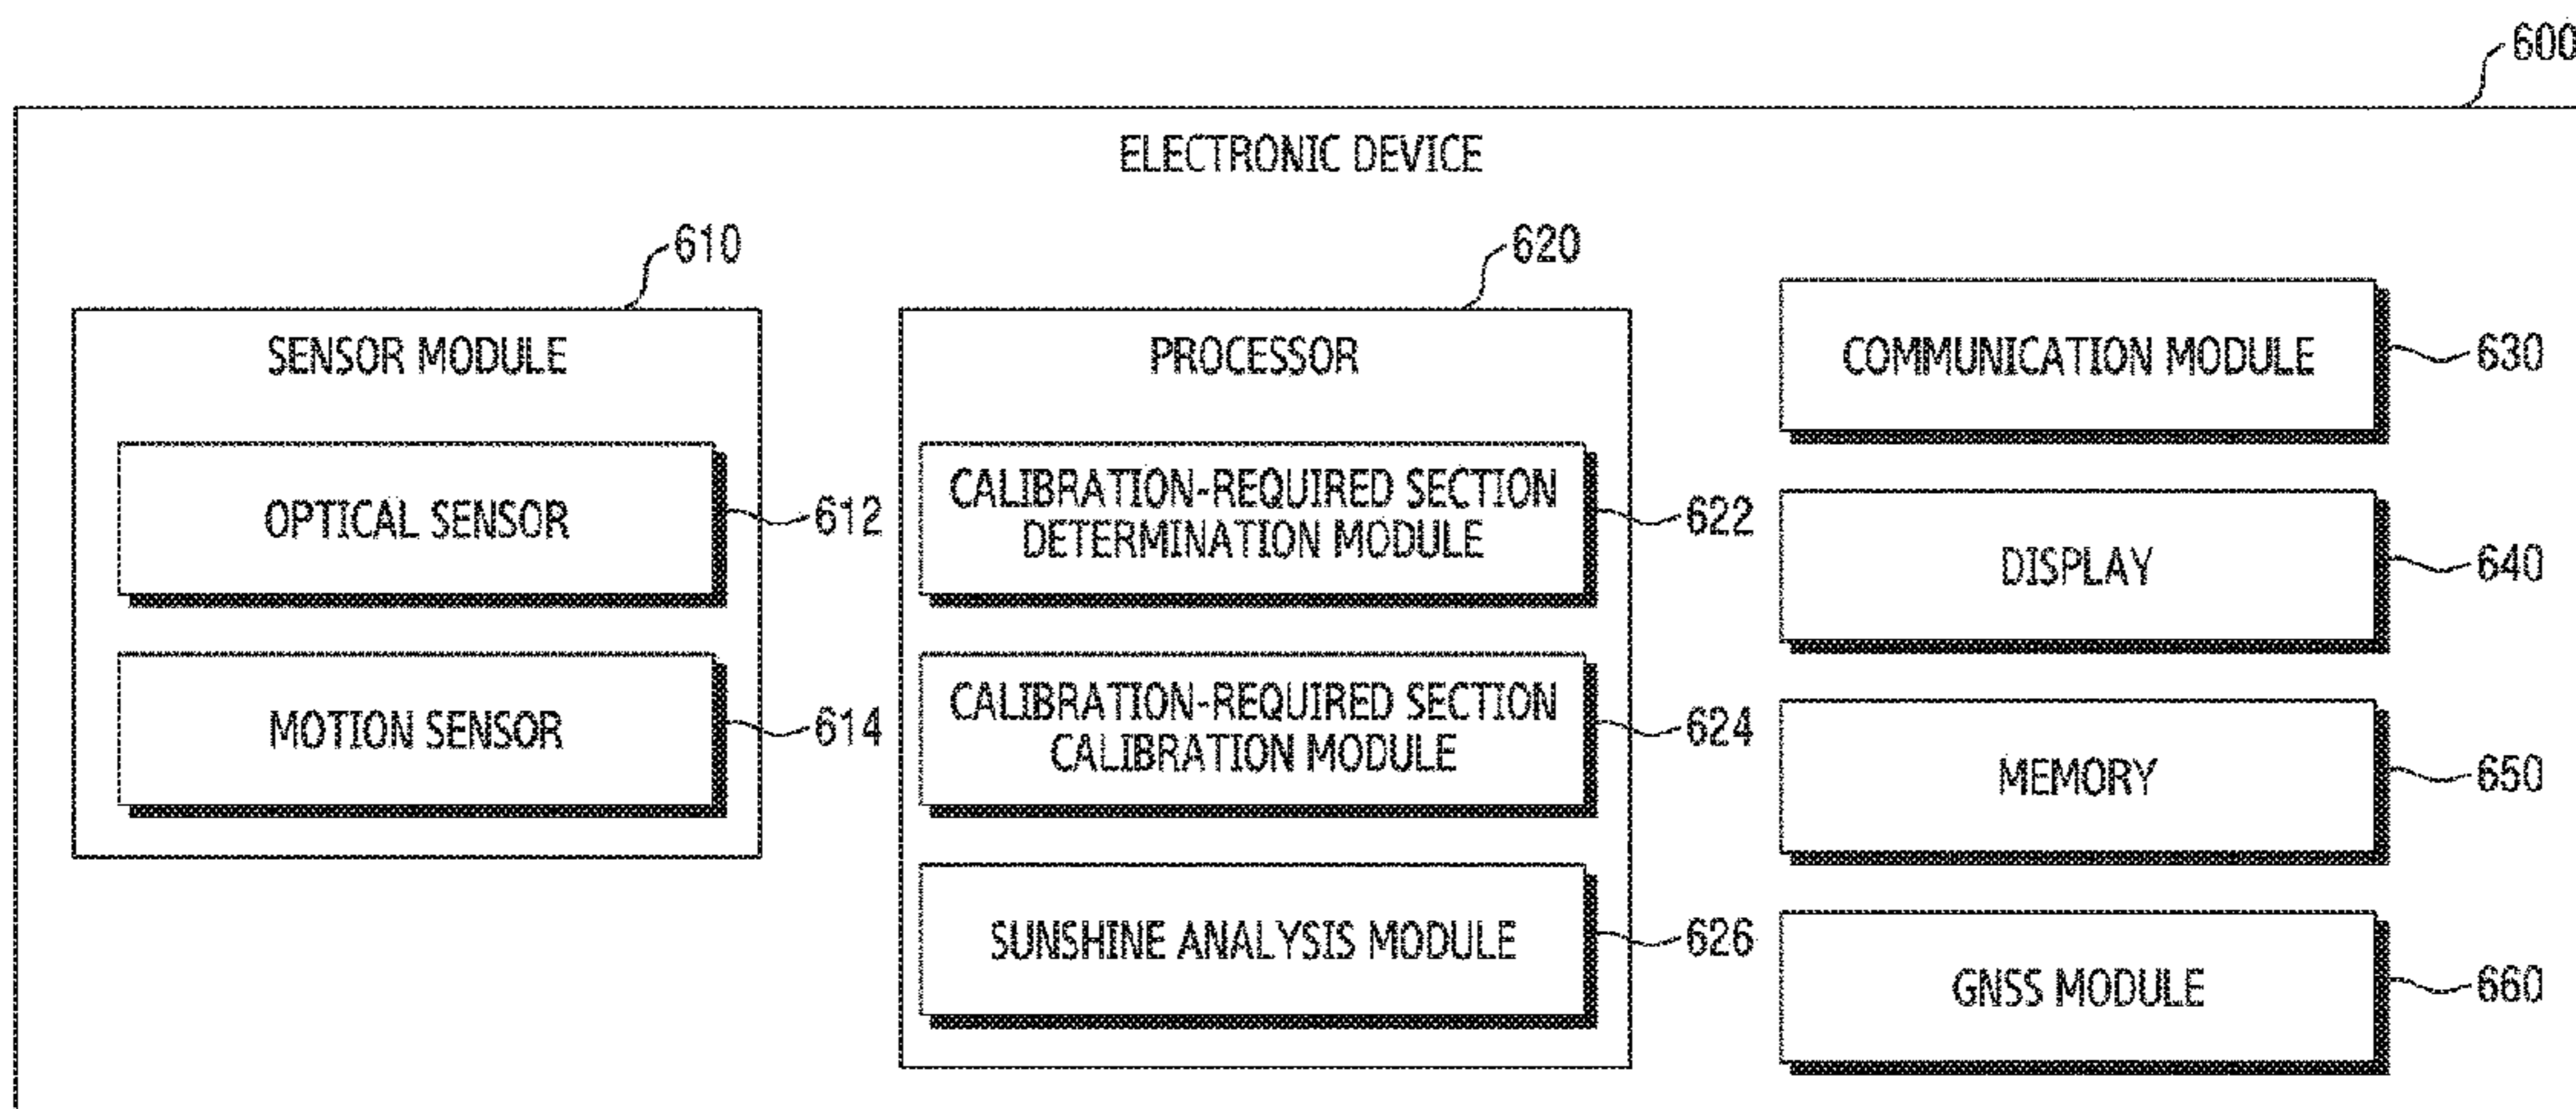 600
ELECTRONIC DEVICE
610
SENSOR MODULE
OPTICAL SENSOR
612
MOTION SENSOR
614
620
PROCESSOR
CALIBRATION-REQUIRED SECTION
DETERMINATION MODULE
622
CALIBRATION-REQUIRED SECTION
CALIBRATION MODULE
624
SUNSHINE ANALYSIS MODULE
626
COMMUNICATION MODULE
630
DISPLAY
640
MEMORY
650
GNSS MODULE
660